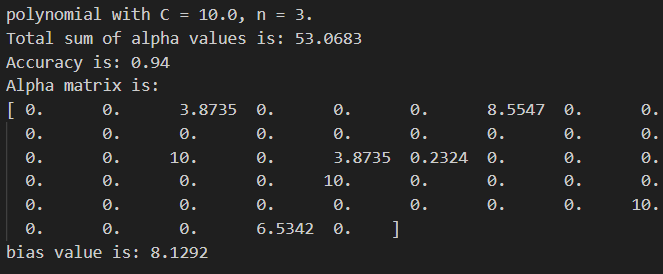 polynomial with C = 10.0, n = 3.
Total sum of alpha values is: 53.0683
Accuracy is: 0.94
Alpha matrix is:
[ 0.      0.      3.8735  0.      0.      0.      8.5547  0.      0.
  0.      0.      0.      0.      0.      0.      0.      0.      0.
  0.      0.     10.      0.      3.8735  0.2324  0.      0.      0.
  0.      0.      0.      0.     10.      0.      0.      0.      0.
  0.      0.      0.      0.      0.      0.      0.      0.     10.
  0.      0.      0.      6.5342  0.    ]
bias value is: 8.1292